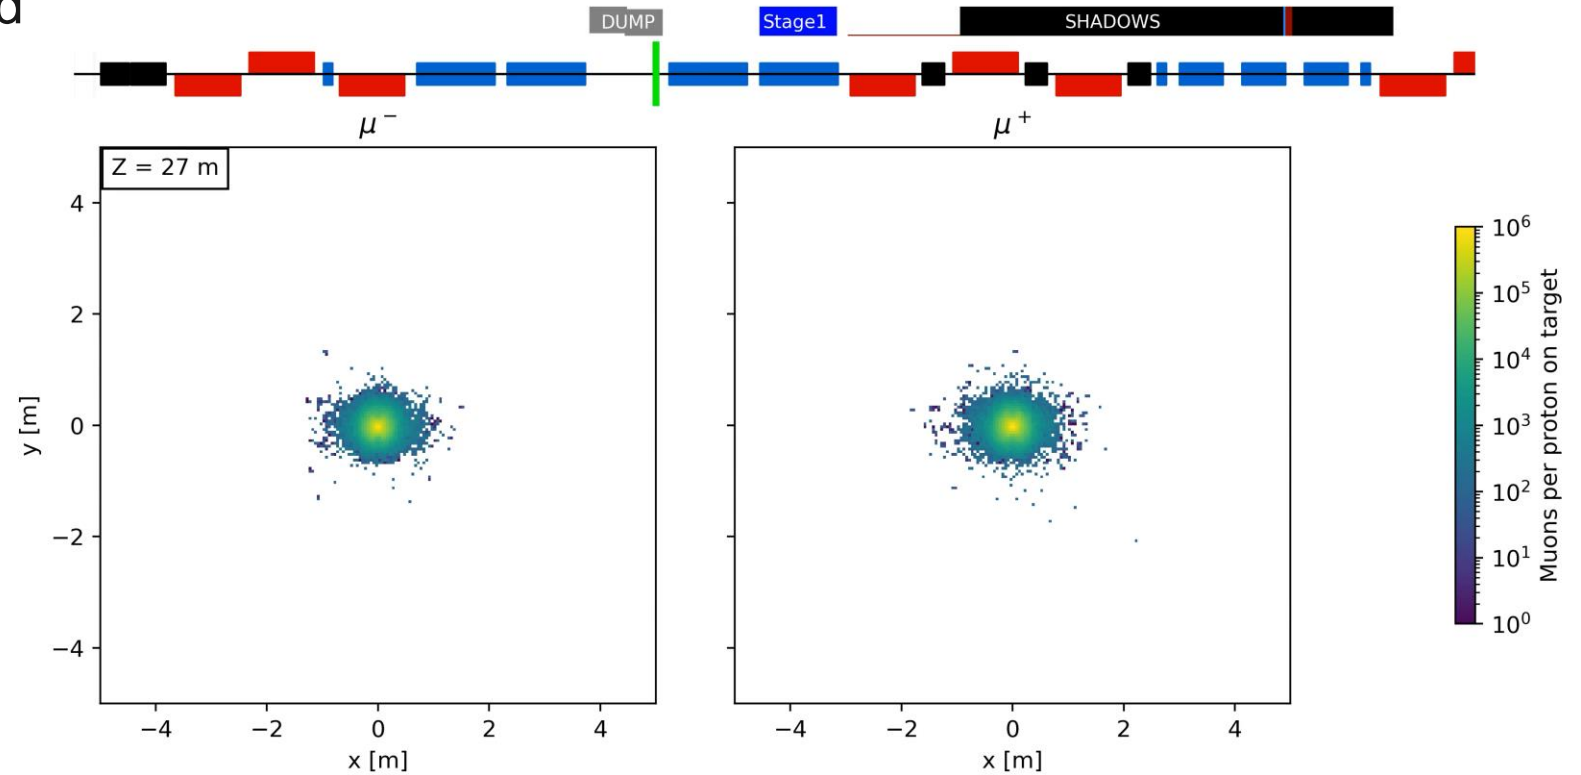 d
DUMP Stage1 SHADOWS
μ⁻ μ⁺
Z = 27 m
4
2
0
−2
−4
y [m]
−4 −2 0 2 4
x [m]
−4 −2 0 2 4
x [m]
10⁶
10⁵
10⁴
10³
10²
10¹
10⁰
Muons per proton on target